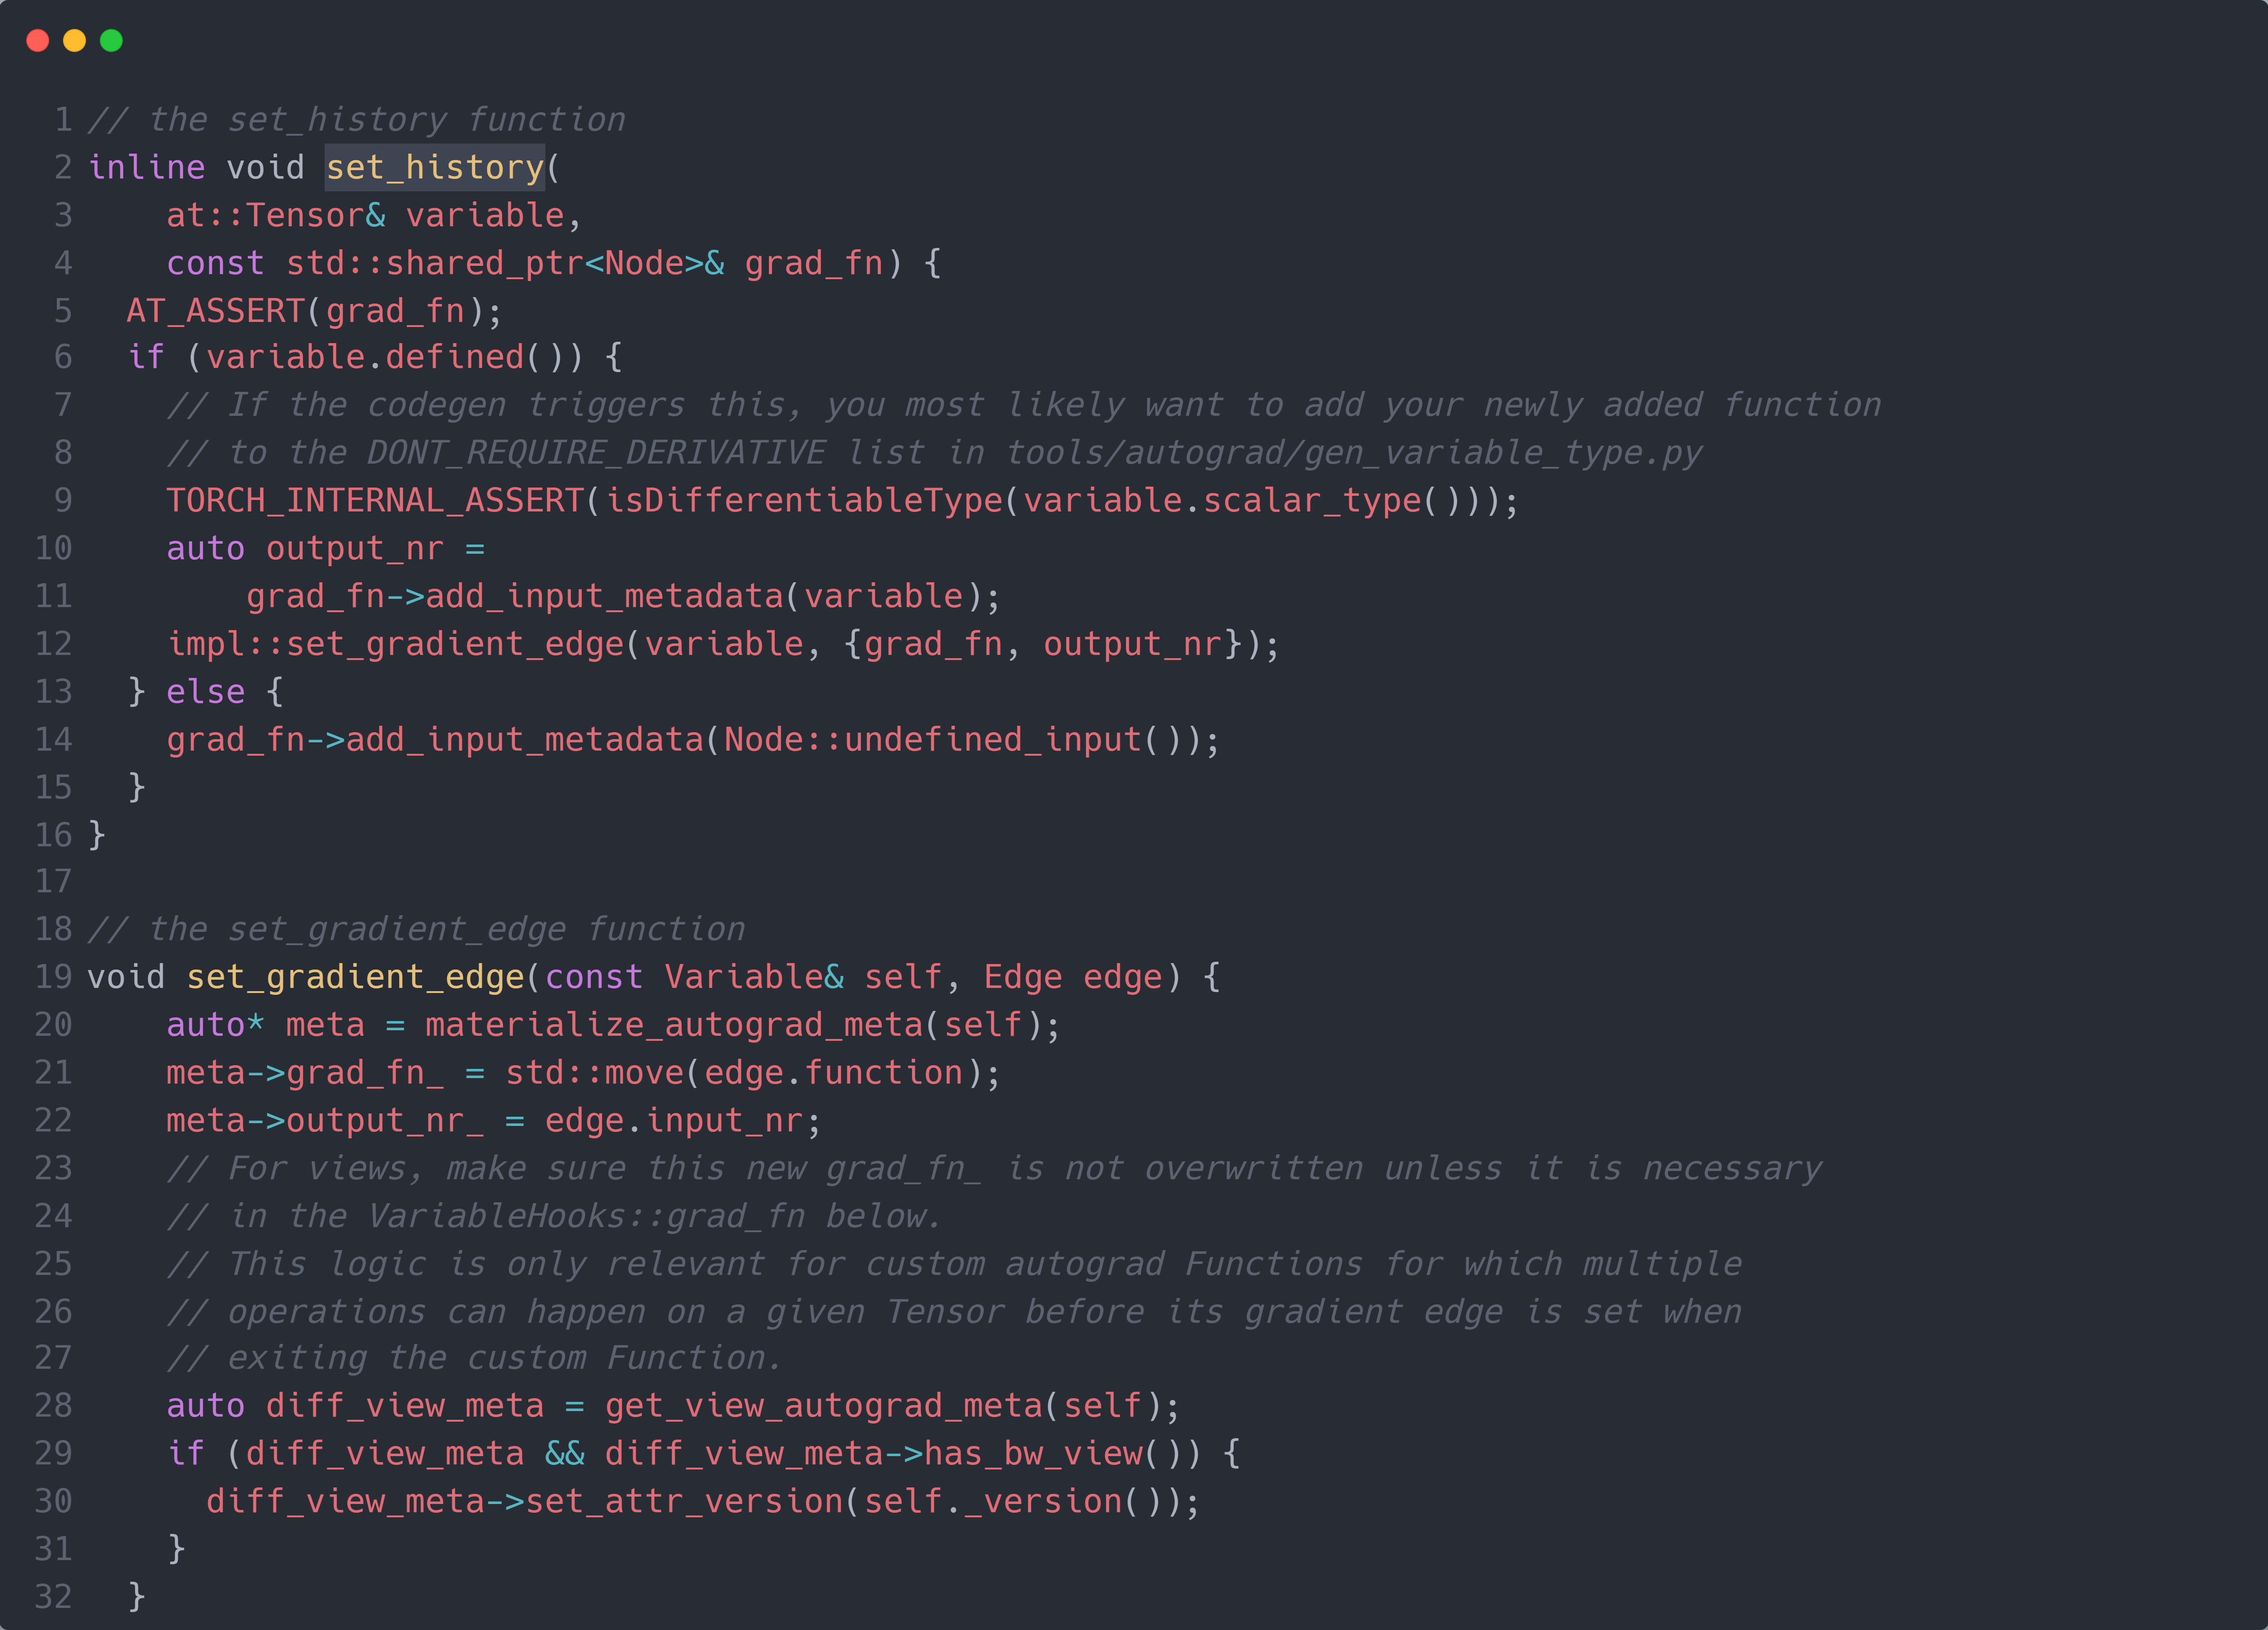 1 // the set_history function
2 inline void set_history(
3     at::Tensor& variable,
4     const std::shared_ptr<Node>& grad_fn) {
5   AT_ASSERT(grad_fn);
6   if (variable.defined()) {
7     // If the codegen triggers this, you most likely want to add your newly added function
8     // to the DONT_REQUIRE_DERIVATIVE list in tools/autograd/gen_variable_type.py
9     TORCH_INTERNAL_ASSERT(isDifferentiableType(variable.scalar_type()));
10     auto output_nr =
11         grad_fn->add_input_metadata(variable);
12     impl::set_gradient_edge(variable, {grad_fn, output_nr});
13   } else {
14     grad_fn->add_input_metadata(Node::undefined_input());
15   }
16 }
17
18 // the set_gradient_edge function
19 void set_gradient_edge(const Variable& self, Edge edge) {
20     auto* meta = materialize_autograd_meta(self);
21     meta->grad_fn_ = std::move(edge.function);
22     meta->output_nr_ = edge.input_nr;
23     // For views, make sure this new grad_fn_ is not overwritten unless it is necessary
24     // in the VariableHooks::grad_fn below.
25     // This logic is only relevant for custom autograd Functions for which multiple
26     // operations can happen on a given Tensor before its gradient edge is set when
27     // exiting the custom Function.
28     auto diff_view_meta = get_view_autograd_meta(self);
29     if (diff_view_meta && diff_view_meta->has_bw_view()) {
30       diff_view_meta->set_attr_version(self._version());
31     }
32   }